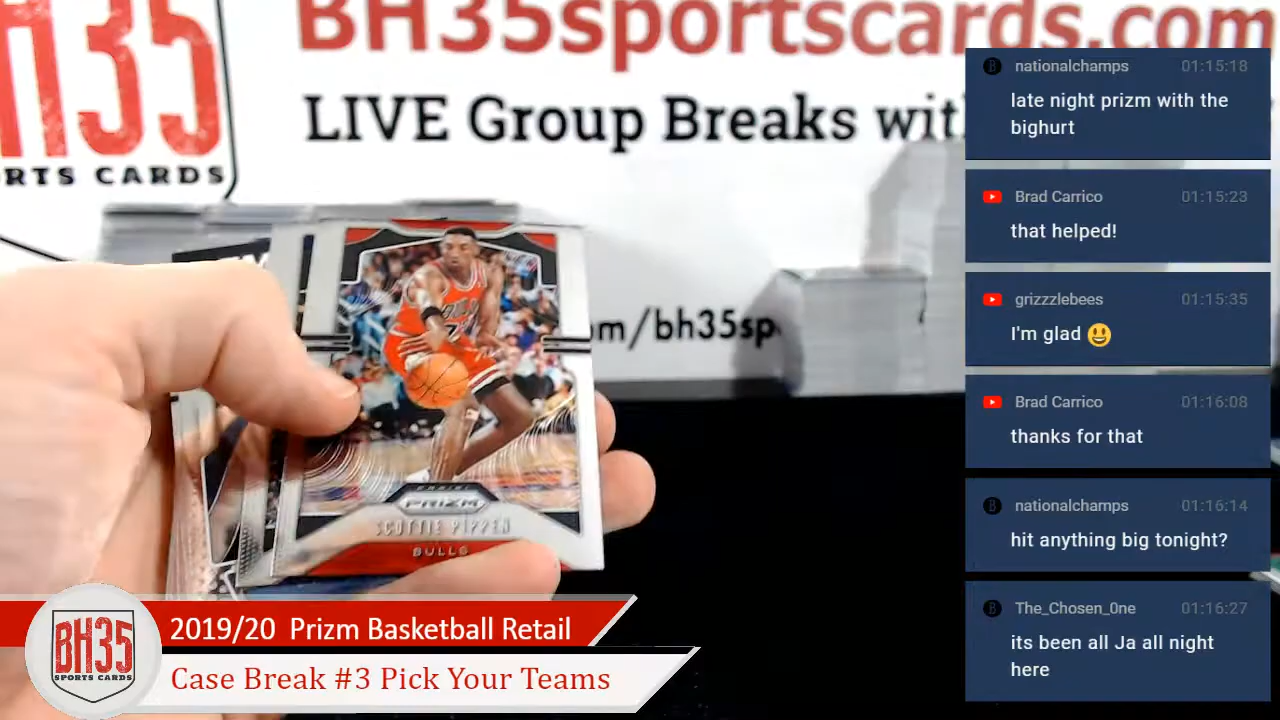 BH35sportscards.com
LIVE Group Breaks wit
H35
RTS CARDS
om/bh35sp
PANINI
PRIZM
SCOTTIE PIPPEN
BULLS
nationalchamps 01:15:18
late night prizm with the
bighurt
Brad Carrico 01:15:23
that helped!
grizzzlebees 01:15:35
I'm glad 😃
Brad Carrico 01:16:08
thanks for that
nationalchamps 01:16:14
hit anything big tonight?
The_Chosen_0ne 01:16:27
its been all Ja all night
here
BH35
SPORTS CARDS
2019/20 Prizm Basketball Retail
Case Break #3 Pick Your Teams